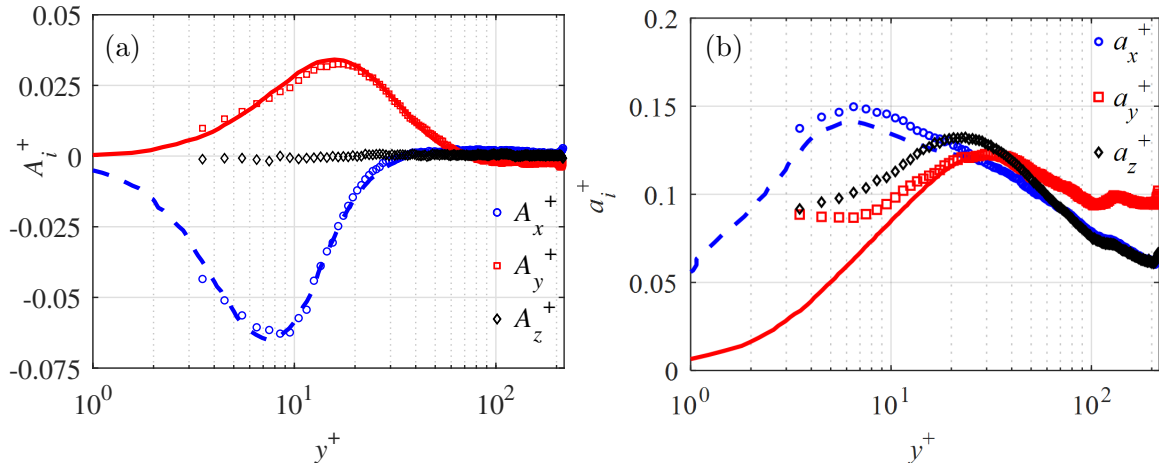 (a)
0.05
0.025
0
-0.025
-0.05
-0.075
A_i^+
A_x^+
A_y^+
A_z^+
10^0
10^1
10^2
y^+
(b)
0.2
0.15
0.1
0.05
0
a_i^+
a_x^+
a_y^+
a_z^+
10^0
10^1
10^2
y^+